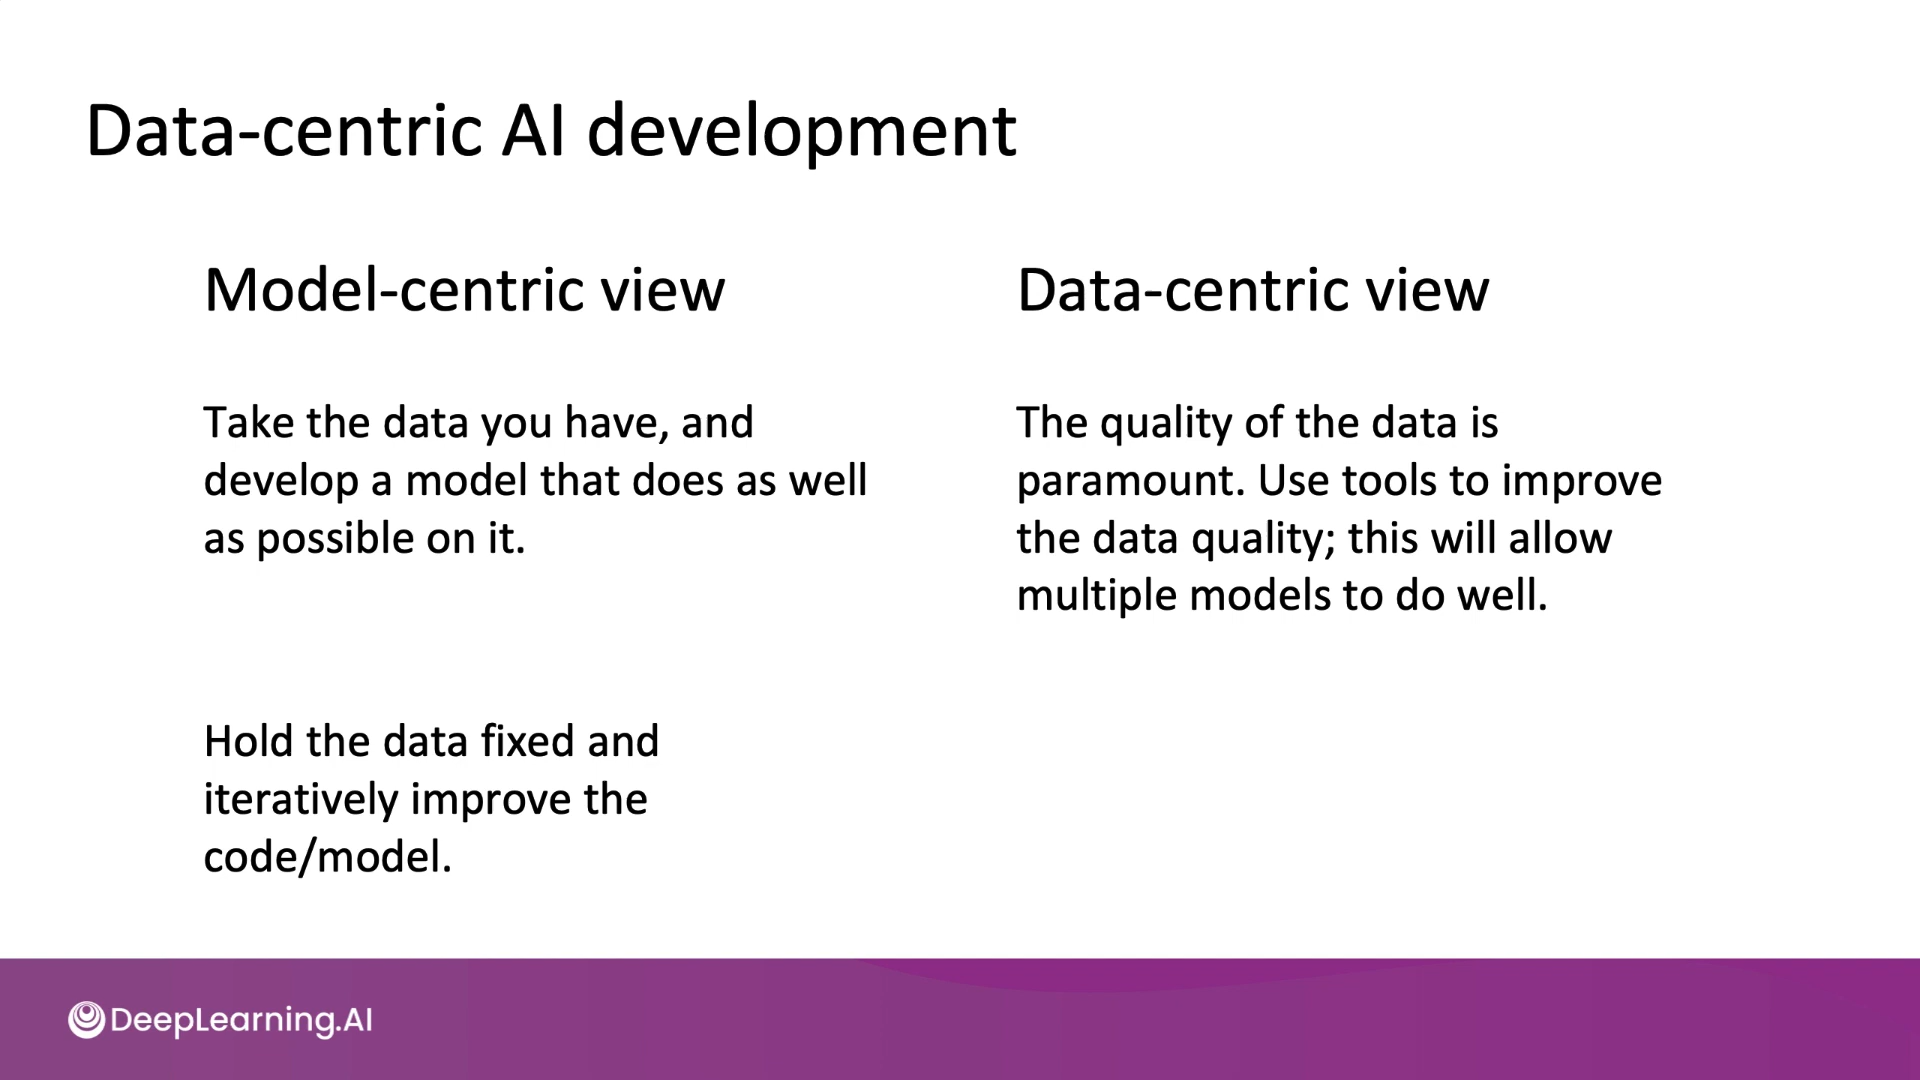 Data-centric AI development
Model-centric view
Take the data you have, and
develop a model that does as well
as possible on it.
Hold the data fixed and
iteratively improve the
code/model.
Data-centric view
The quality of the data is
paramount. Use tools to improve
the data quality; this will allow
multiple models to do well.
DeepLearning.AI